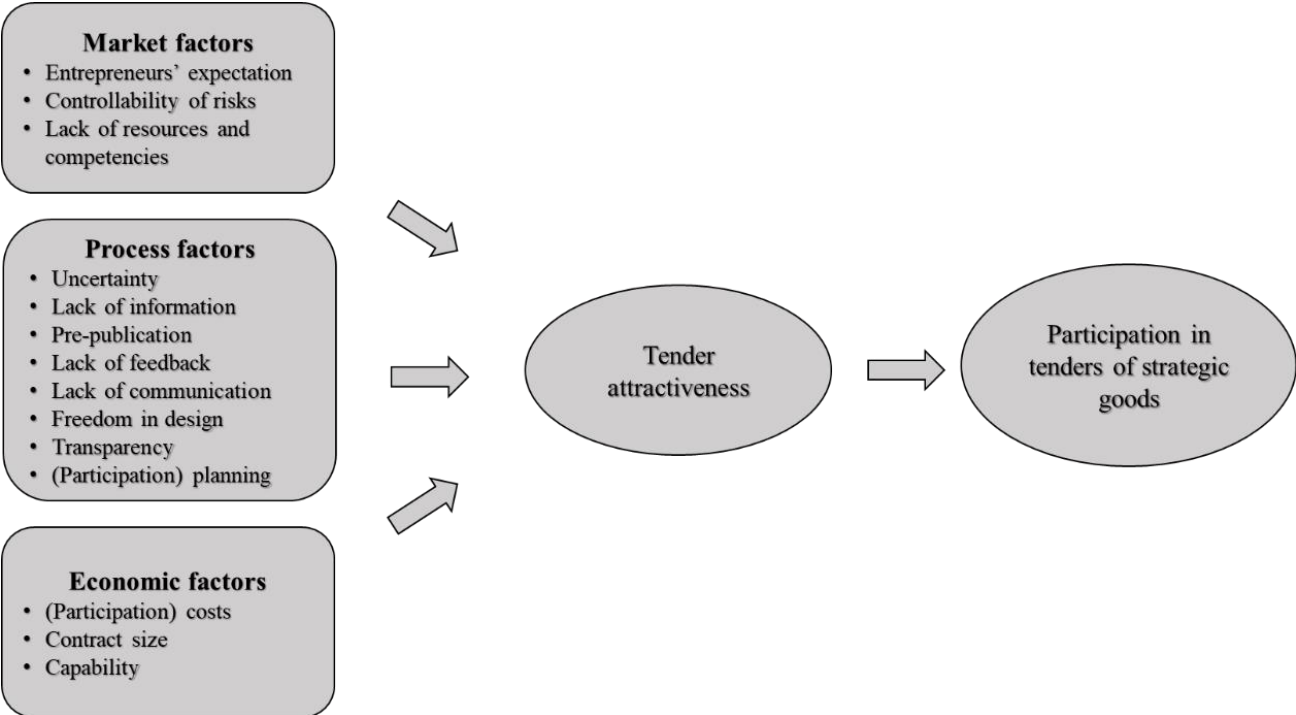 Market factors
• Entrepreneurs’ expectation
• Controllability of risks
• Lack of resources and
competencies
Process factors
• Uncertainty
• Lack of information
• Pre-publication
• Lack of feedback
• Lack of communication
• Freedom in design
• Transparency
• (Participation) planning
Economic factors
• (Participation) costs
• Contract size
• Capability
Tender
attractiveness
Participation in
tenders of strategic
goods